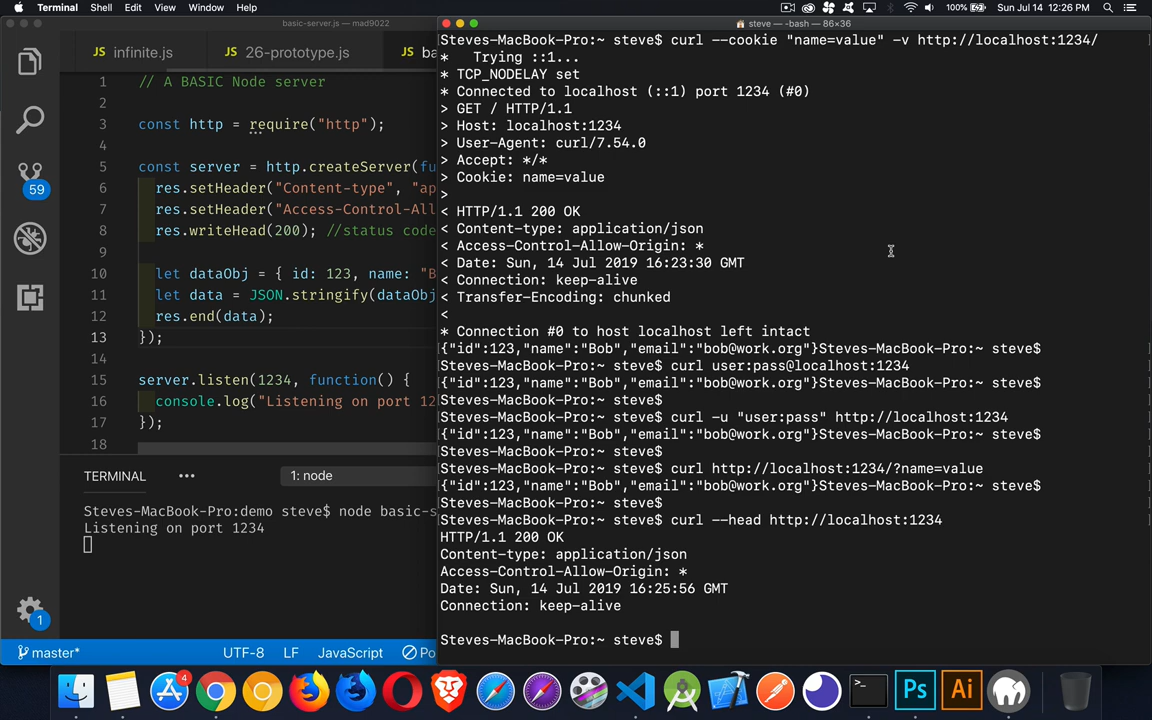 Terminal Shell Edit View Window Help 100% Sun Jul 14 12:26 PM
basic-server.js — mad9022
JS infinite.js JS 26-prototype.js JS ba
1 // A BASIC Node server
2
3 const http = require("http");
4
5 const server = http.createServer(fu
6 res.setHeader("Content-type", "ap
7 res.setHeader("Access-Control-All
8 res.writeHead(200); //status code
9
10 let dataObj = { id: 123, name: "B
11 let data = JSON.stringify(dataObj
12 res.end(data);
13 });
14
15 server.listen(1234, function() {
16 console.log("Listening on port 12
17 });
18
59
TERMINAL ••• 1: node
Steves-MacBook-Pro:demo steve$ node basic-s
Listening on port 1234
1
master* UTF-8 LF JavaScript Po
steve — -bash — 86×36
Steves-MacBook-Pro:~ steve$ curl --cookie "name=value" -v http://localhost:1234/
* Trying ::1...
* TCP_NODELAY set
* Connected to localhost (::1) port 1234 (#0)
> GET / HTTP/1.1
> Host: localhost:1234
> User-Agent: curl/7.54.0
> Accept: */*
> Cookie: name=value
>
< HTTP/1.1 200 OK
< Content-type: application/json
< Access-Control-Allow-Origin: *
< Date: Sun, 14 Jul 2019 16:23:30 GMT
< Connection: keep-alive
< Transfer-Encoding: chunked
<
* Connection #0 to host localhost left intact
{"id":123,"name":"Bob","email":"bob@work.org"}Steves-MacBook-Pro:~ steve$
Steves-MacBook-Pro:~ steve$ curl user:pass@localhost:1234
{"id":123,"name":"Bob","email":"bob@work.org"}Steves-MacBook-Pro:~ steve$
Steves-MacBook-Pro:~ steve$
Steves-MacBook-Pro:~ steve$ curl -u "user:pass" http://localhost:1234
{"id":123,"name":"Bob","email":"bob@work.org"}Steves-MacBook-Pro:~ steve$
Steves-MacBook-Pro:~ steve$
Steves-MacBook-Pro:~ steve$ curl http://localhost:1234/?name=value
{"id":123,"name":"Bob","email":"bob@work.org"}Steves-MacBook-Pro:~ steve$
Steves-MacBook-Pro:~ steve$
Steves-MacBook-Pro:~ steve$ curl --head http://localhost:1234
HTTP/1.1 200 OK
Content-type: application/json
Access-Control-Allow-Origin: *
Date: Sun, 14 Jul 2019 16:25:56 GMT
Connection: keep-alive
Steves-MacBook-Pro:~ steve$
4
>_
Ps
Ai